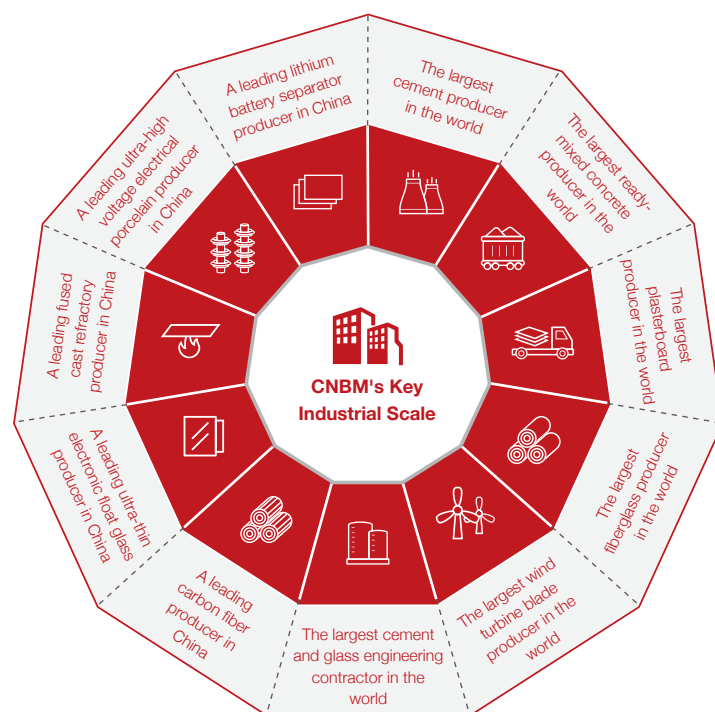 CNBM's Key
Industrial Scale
The largest
cement producer
in the world
The largest ready-
mixed concrete
producer in the
world
The largest
plasterboard
producer in the world
The largest
fiberglass producer
in the world
The largest wind
turbine blade
producer in the
world
The largest cement
and glass engineering
contractor in the
world
A leading
carbon fiber
producer in
China
A leading ultra-thin
electronic float glass
producer in China
A leading fused
cast refractory
producer in China
A leading ultra-high
voltage electrical
porcelain producer
in China
A leading lithium
battery separator
producer in China